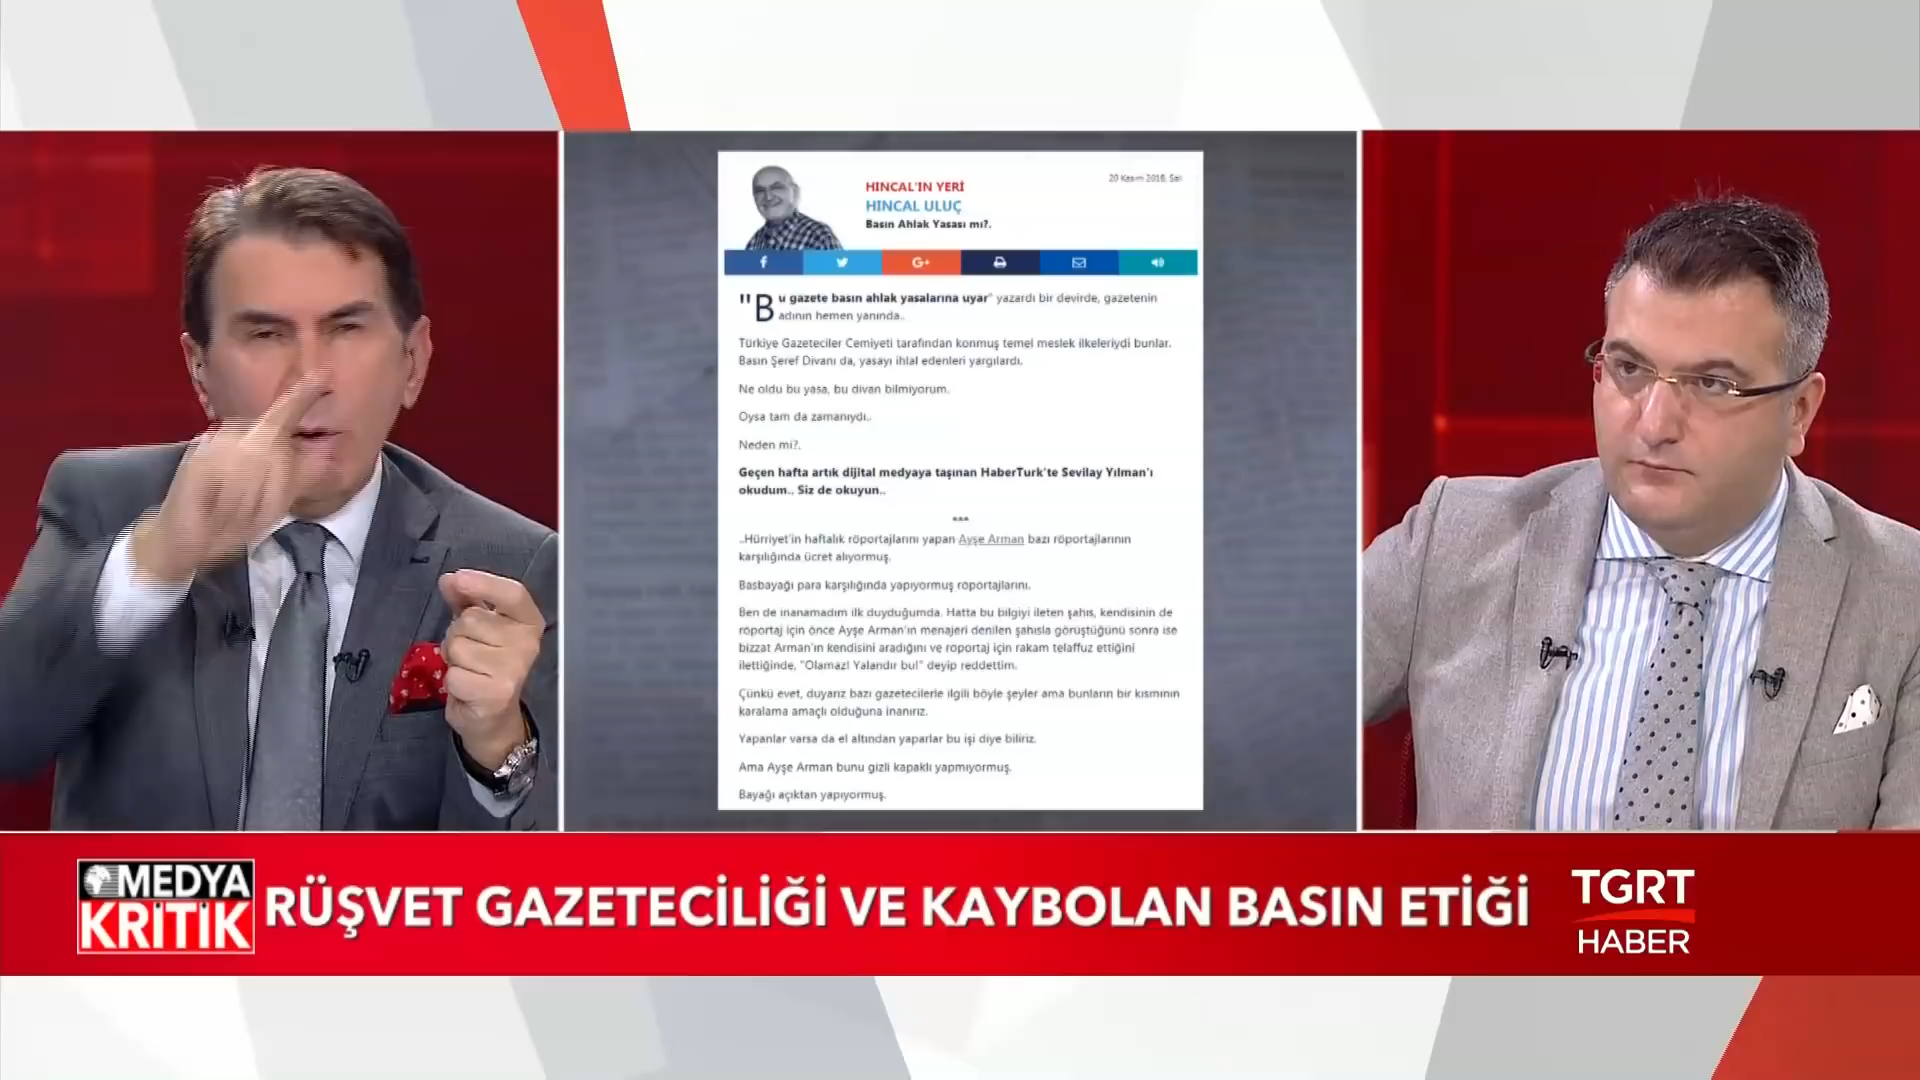 20 Kasım 2018, Salı
HINCAL'IN YERİ
HINCAL ULUÇ
Basın Ahlak Yasası mı?.
"Bu gazete basın ahlak yasalarına uyar" yazardı bir devirde, gazetenin
adının hemen yanında..
Türkiye Gazeteciler Cemiyeti tarafından konmuş temel meslek ilkeleriydi bunlar.
Basın Şeref Divanı da, yasayı ihlal edenleri yargılardı.
Ne oldu bu yasa, bu divan bilmiyorum.
Oysa tam da zamanıydı..
Neden mi?.
Geçen hafta artık dijital medyaya taşınan HaberTurk'te Sevilay Yılman'ı
okudum.. Siz de okuyun..
***
..Hürriyet'in haftalık röportajlarını yapan Ayşe Arman bazı röportajlarının
karşılığında ücret alıyormuş.
Basbayağı para karşılığında yapıyormuş röportajlarını.
Ben de inanamadım ilk duyduğumda. Hatta bu bilgiyi ileten şahıs, kendisinin de
röportaj için önce Ayşe Arman'ın menajeri denilen şahısla görüştüğünü sonra ise
bizzat Arman'ın kendisini aradığını ve röportaj için rakam telaffuz ettiğini
ilettiğinde, "Olamaz! Yalandır bu!" deyip reddettim.
Çünkü evet, duyarız bazı gazetecilerle ilgili böyle şeyler ama bunların bir kısmının
karalama amaçlı olduğuna inanırız.
Yapanlar varsa da el altından yaparlar bu işi diye biliriz.
Ama Ayşe Arman bunu gizli kapaklı yapmıyormuş.
Bayağı açıktan yapıyormuş.
MEDYA
KRİTİK
RÜŞVET GAZETECİLİĞİ VE KAYBOLAN BASIN ETİĞİ
TGRT
HABER